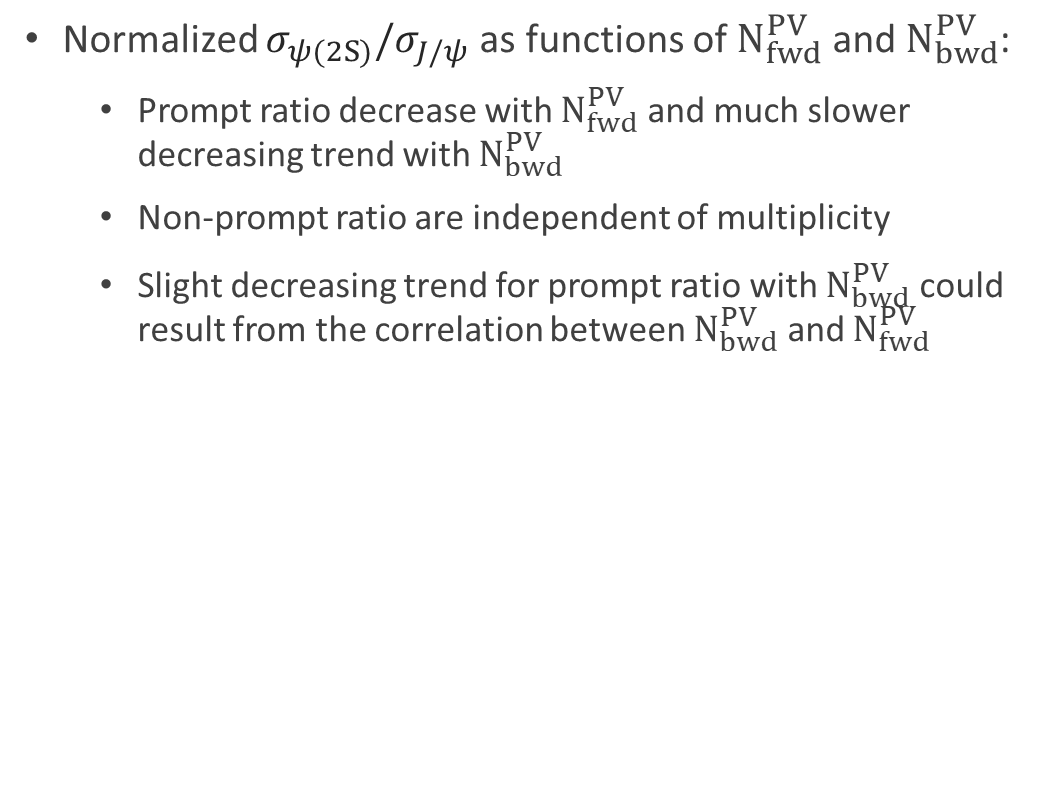 • Normalized σ_ψ(2S)/σ_J/ψ as functions of N_fwd^PV and N_bwd^PV:
• Prompt ratio decrease with N_fwd^PV and much slower
decreasing trend with N_bwd^PV
• Non-prompt ratio are independent of multiplicity
• Slight decreasing trend for prompt ratio with N_bwd^PV could
result from the correlation between N_bwd^PV and N_fwd^PV